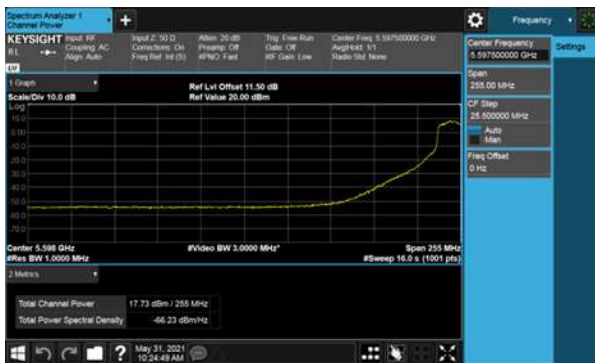 Spectrum Analyzer 1
Channel Power
Frequency
KEYSIGHT
Input: RF
Coupling: AC
Align: Auto
Input Z: 50 Ω
Corrections: On
Freq Ref: Int (S)
Atten: 20 dB
Preamp: Off
#PNO: Fast
Trig: Free Run
Gate: Off
#IF Gain: Low
Center Freq: 5.597500000 GHz
Avg|Hold: 1/1
Radio Std: None
Center Frequency
5.597500000 GHz
Settings
Span
255.00 MHz
CF Step
25.500000 MHz
Auto
Man
Freq Offset
0 Hz
1 Graph
Scale/Div 10.0 dB
Ref Lvl Offset 11.50 dB
Ref Value 20.00 dBm
Log
10.0
0.00
-10.0
-20.0
-30.0
-40.0
-50.0
-60.0
-70.0
Center 5.598 GHz
#Res BW 1.0000 MHz
#Video BW 3.0000 MHz*
Span 255 MHz
#Sweep 16.0 s (1001 pts)
2 Metrics
Total Channel Power
17.73 dBm / 255 MHz
Total Power Spectral Density
-66.23 dBm/Hz
May 31, 2021
10:24:49 AM